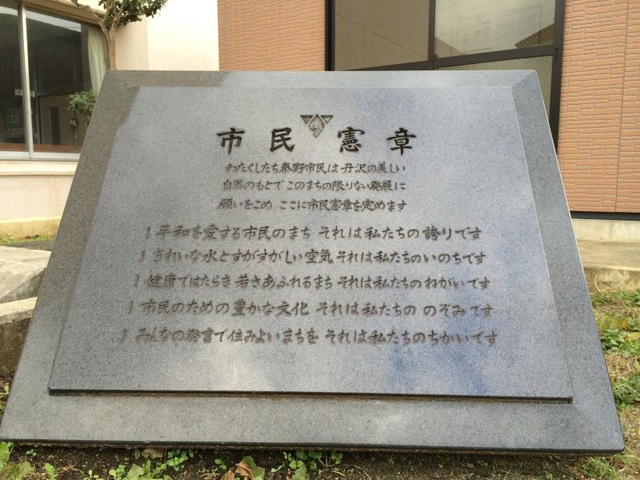 市民憲章
わたくしたち秦野市民は丹沢の美しい
自然のもとでこのまちの限りない発展に
願いをこめ ここに市民憲章を定めます
1 平和を愛する市民のまち それは私たちの誇りです
1 きれいな水とすがすがしい空気 それは私たちのいのちです
1 健康ではたらき 若さあふれるまち それは私たちのねがいです
1 市民のための豊かな文化 それは私たちの のぞみです
1 みんなの発言で住みよいまちを それは私たちのちかいです